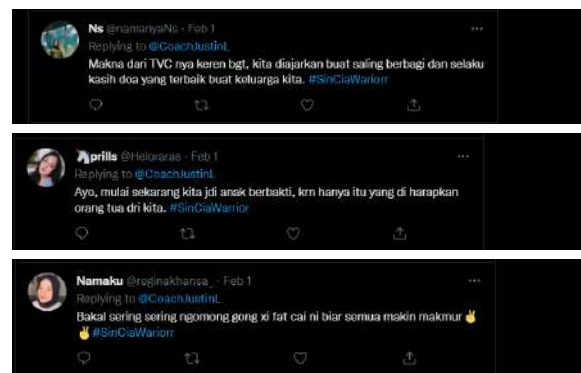 Ns @namanyaNs · Feb 1
Replying to @CoachJustinL
Makna dari TVC nya keren bgt, kita diajarkan buat saling berbagi dan selaku
kasih doa yang terbaik buat keluarga kita. #SinCiaWariorr
Aprills @Heloraras · Feb 1
Replying to @CoachJustinL
Ayo, mulai sekarang kita jdi anak berbakti, krn hanya itu yang di harapkan
orang tua dri kita. #SinCiaWarrior
Namaku @reginakhansa_ · Feb 1
Replying to @CoachJustinL
Bakal sering sering ngomong gong xi fat cai ni biar semua makin makmur ✌
✌ #SinCiaWariorr